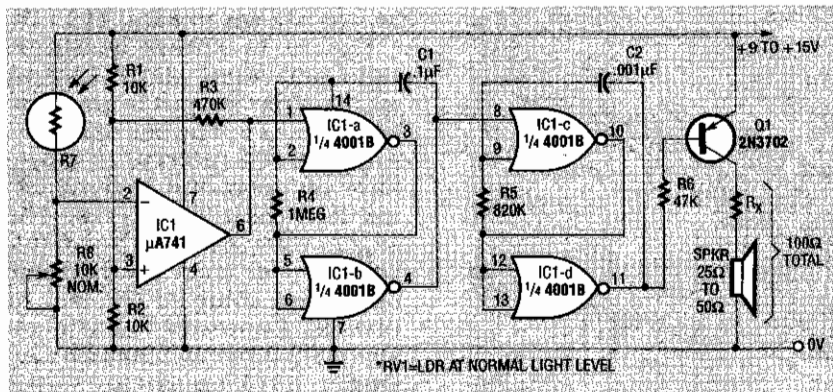 C1
.1µF
C2
.001µF
+9 TO +15V
R1
10K
R3
470K
1
14
IC1-a
¼ 4001B
3
2
8
IC1-c
¼ 4001B
10
9
Q1
2N3702
R7
R4
1MEG
R5
820K
R6
47K
RX
2
7
IC1
µA741
6
3
4
5
IC1-b
¼ 4001B
4
6
7
12
IC1-d
¼ 4001B
11
13
R8
10K
NOM.
R2
10K
SPKR
25Ω
TO
50Ω
100Ω
TOTAL
0V
*RV1=LDR AT NORMAL LIGHT LEVEL